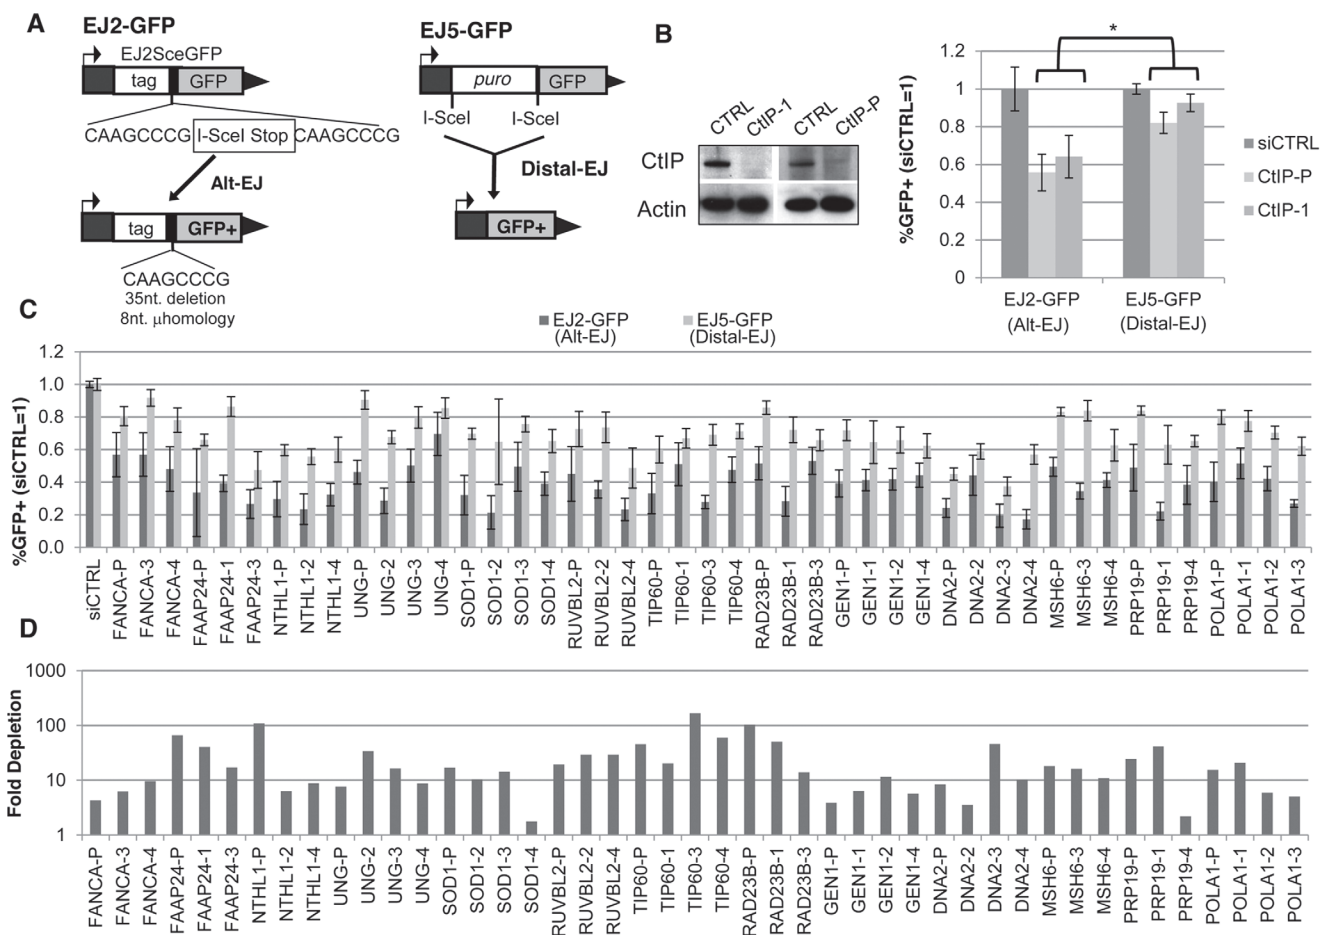 A
EJ2-GFP
EJ2SceGFP
tag
GFP
CAAGCCCG I-SceI Stop CAAGCCCG
Alt-EJ
tag
GFP+
CAAGCCCG
35nt. deletion
8nt. µhomology
EJ5-GFP
puro
GFP
I-SceI
I-SceI
Distal-EJ
GFP+
B
CTRL
CtIP-1
CTRL
CtIP-P
CtIP
Actin
%GFP+ (siCTRL=1)
1.2
1
0.8
0.6
0.4
0.2
0
*
EJ2-GFP
(Alt-EJ)
EJ5-GFP
(Distal-EJ)
siCTRL
CtIP-P
CtIP-1
C
EJ2-GFP
(Alt-EJ)
EJ5-GFP
(Distal-EJ)
%GFP+ (siCTRL=1)
1.2
1.0
0.8
0.6
0.4
0.2
0.0
siCTRL
FANCA-P
FANCA-3
FANCA-4
FAAP24-P
FAAP24-1
FAAP24-3
NTHL1-P
NTHL1-2
NTHL1-4
UNG-P
UNG-2
UNG-3
UNG-4
SOD1-P
SOD1-2
SOD1-3
SOD1-4
RUVBL2-P
RUVBL2-2
RUVBL2-4
TIP60-P
TIP60-1
TIP60-3
TIP60-4
RAD23B-P
RAD23B-1
RAD23B-3
GEN1-P
GEN1-1
GEN1-2
GEN1-4
DNA2-P
DNA2-2
DNA2-3
DNA2-4
MSH6-P
MSH6-3
MSH6-4
PRP19-P
PRP19-1
PRP19-4
POLA1-P
POLA1-1
POLA1-2
POLA1-3
D
Fold Depletion
1000
100
10
1
FANCA-P
FANCA-3
FANCA-4
FAAP24-P
FAAP24-1
FAAP24-3
NTHL1-P
NTHL1-2
NTHL1-4
UNG-P
UNG-2
UNG-3
UNG-4
SOD1-P
SOD1-2
SOD1-3
SOD1-4
RUVBL2-P
RUVBL2-2
RUVBL2-4
TIP60-P
TIP60-1
TIP60-3
TIP60-4
RAD23B-P
RAD23B-1
RAD23B-3
GEN1-P
GEN1-1
GEN1-2
GEN1-4
DNA2-P
DNA2-2
DNA2-3
DNA2-4
MSH6-P
MSH6-3
MSH6-4
PRP19-P
PRP19-1
PRP19-4
POLA1-P
POLA1-1
POLA1-2
POLA1-3